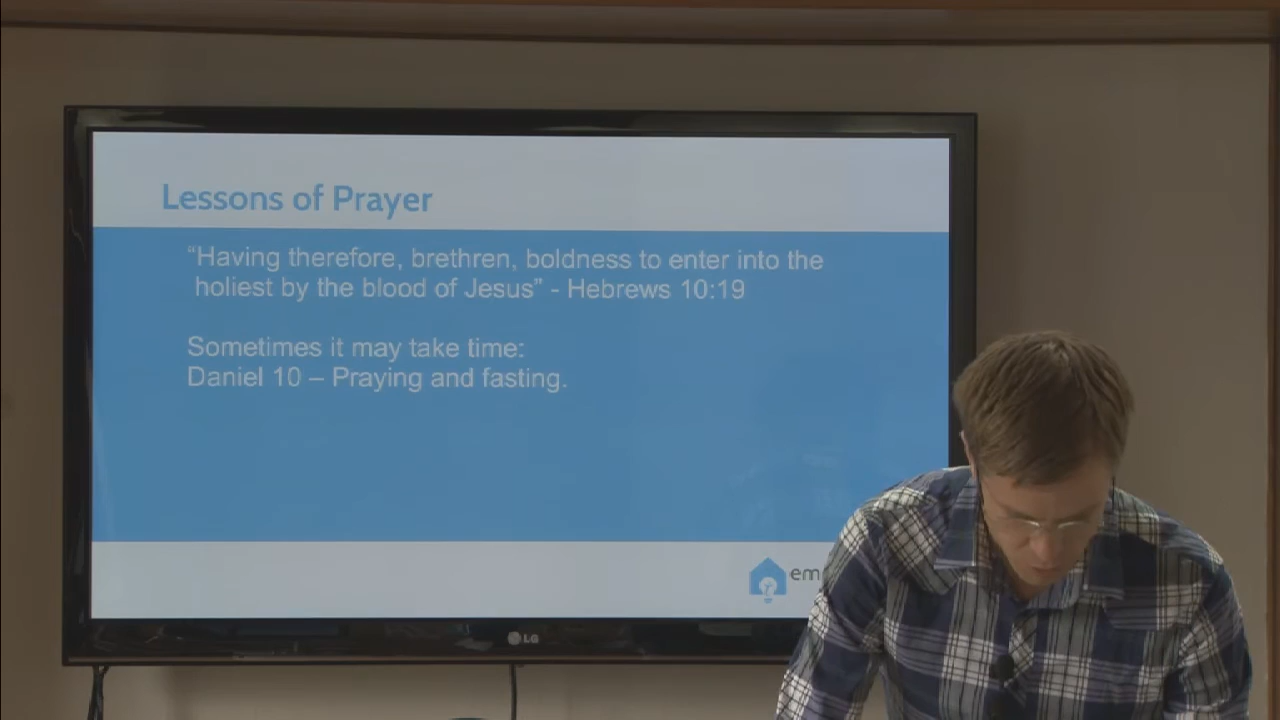 Lessons of Prayer
“Having therefore, brethren, boldness to enter into the
holiest by the blood of Jesus” - Hebrews 10:19
Sometimes it may take time:
Daniel 10 – Praying and fasting.
em
LG